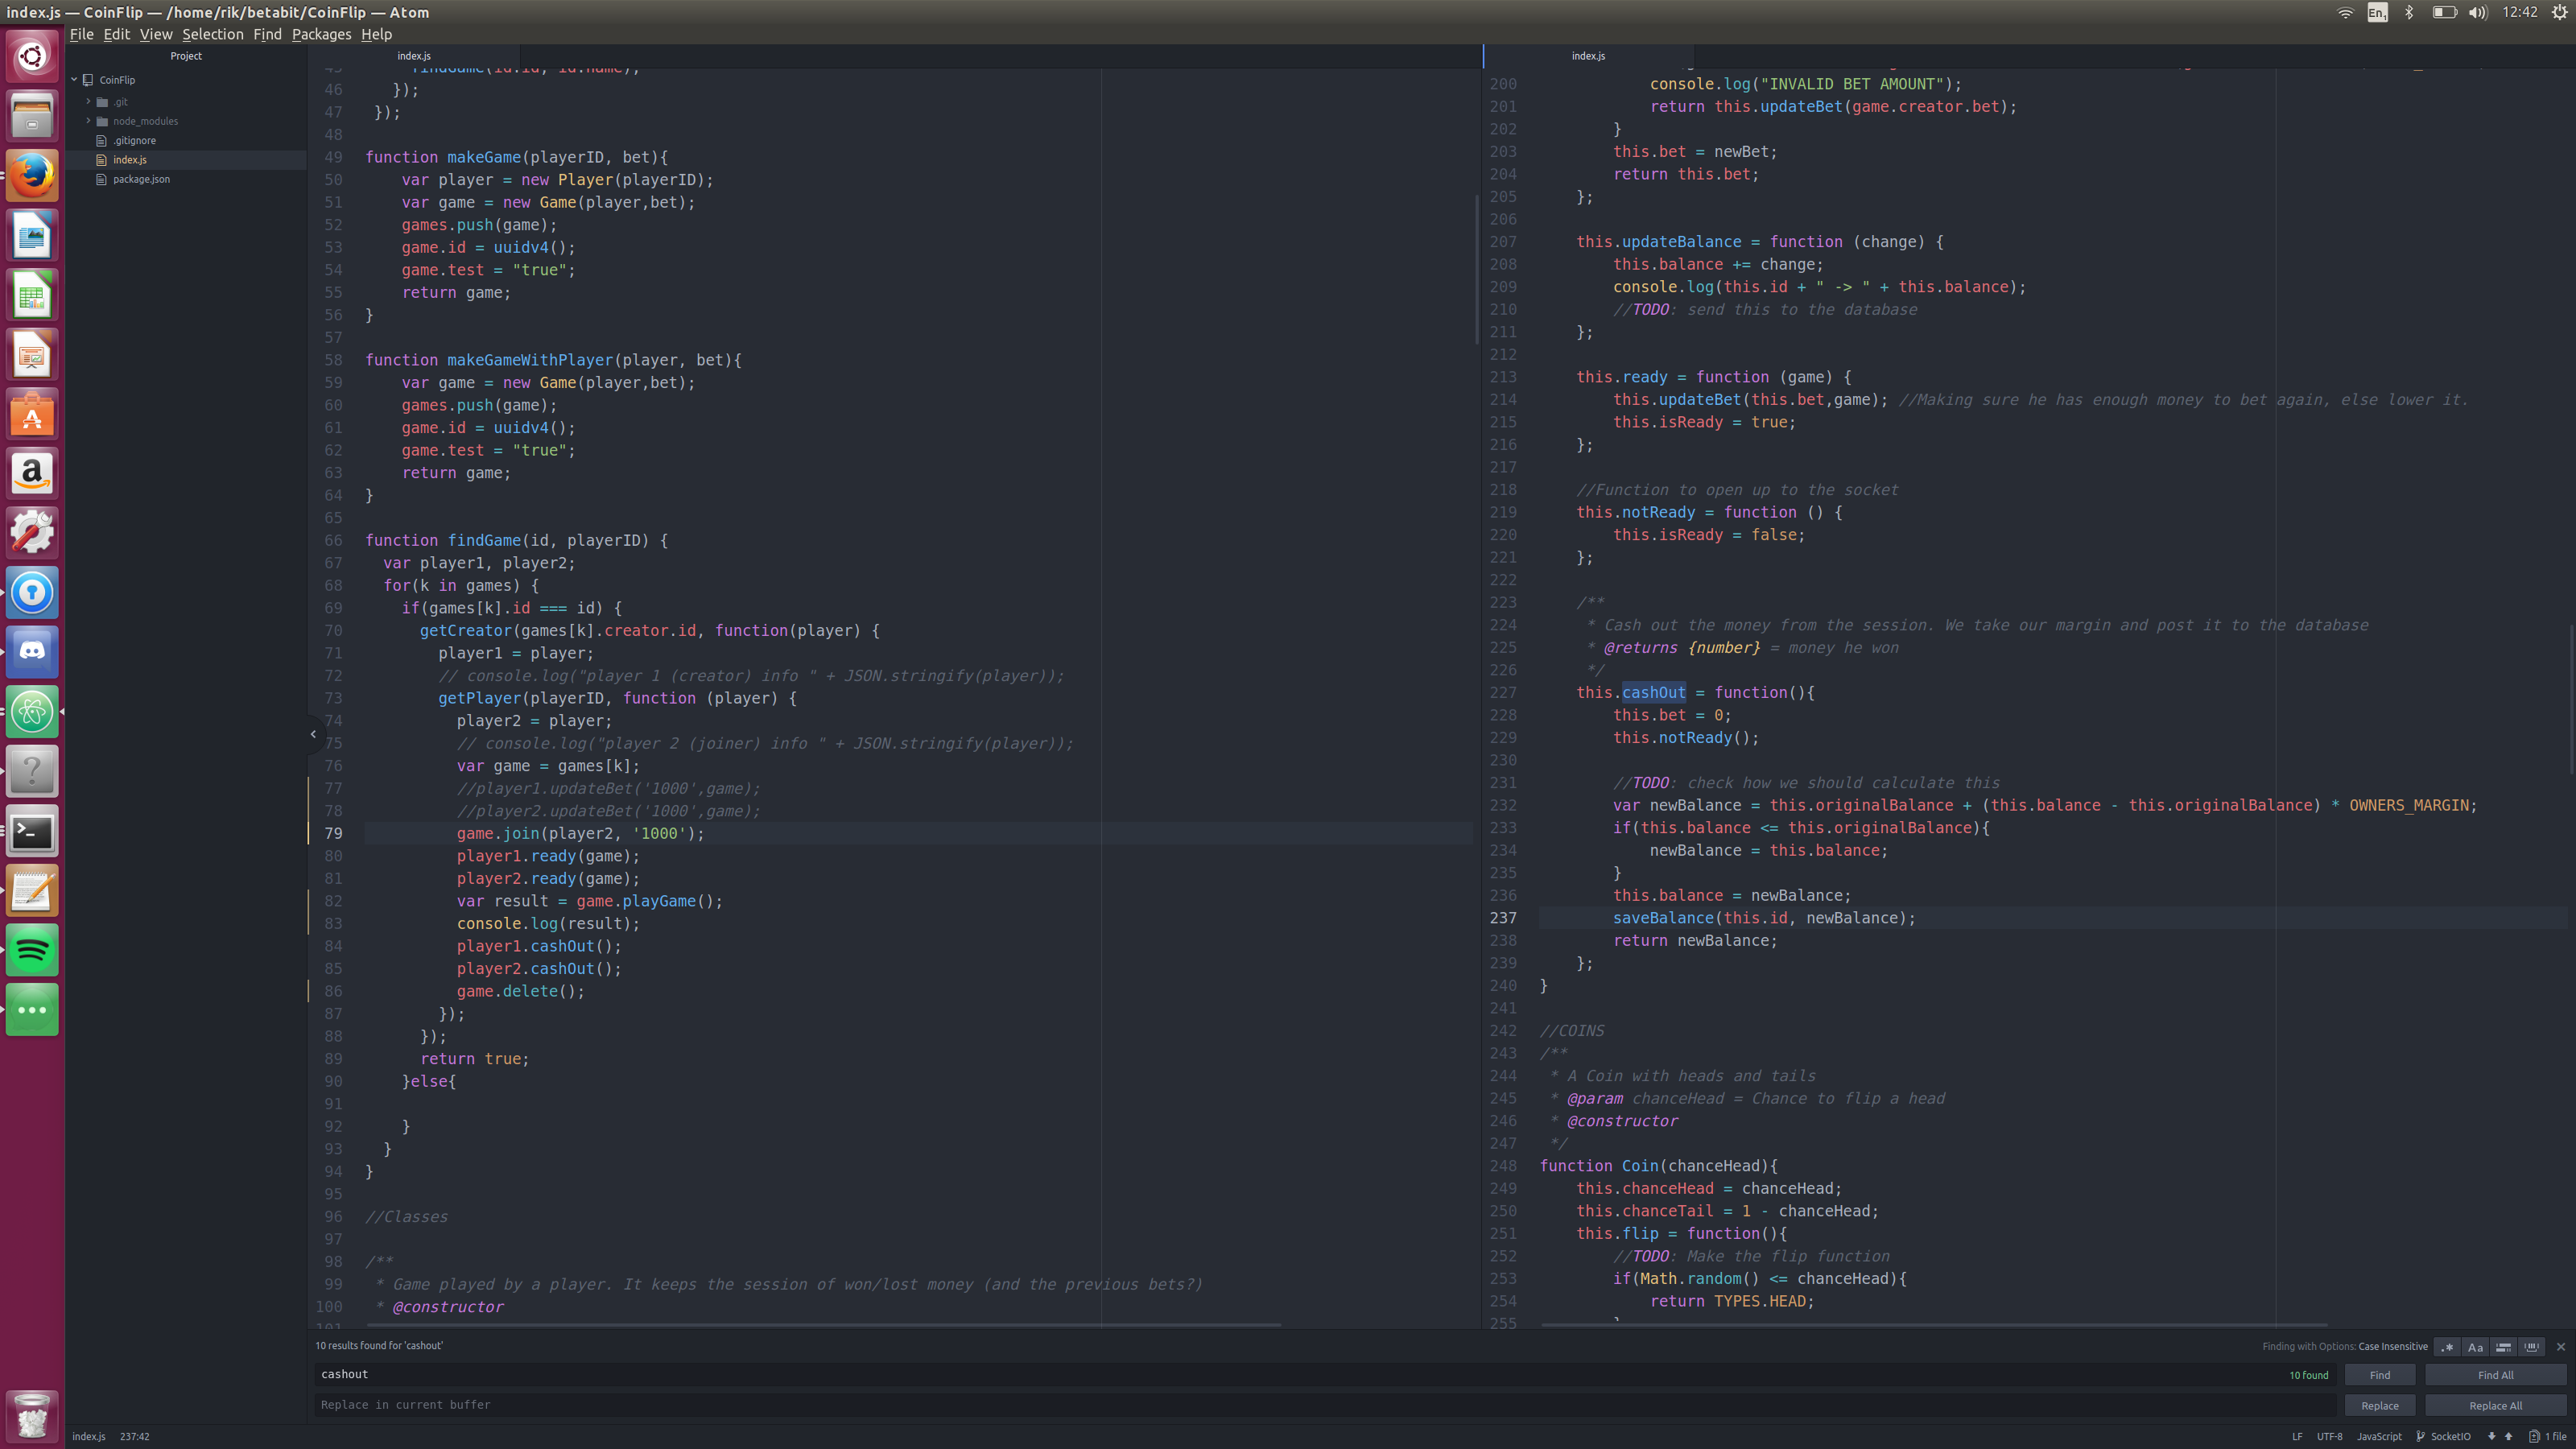 index.js — CoinFlip — /home/rik/betabit/CoinFlip — Atom
En1
12:42
File Edit View Selection Find Packages Help
Project
CoinFlip
.git
node_modules
.gitignore
index.js
package.json
index.js
46 });
47 });
48
49 function makeGame(playerID, bet){
50 var player = new Player(playerID);
51 var game = new Game(player,bet);
52 games.push(game);
53 game.id = uuidv4();
54 game.test = "true";
55 return game;
56 }
57
58 function makeGameWithPlayer(player, bet){
59 var game = new Game(player,bet);
60 games.push(game);
61 game.id = uuidv4();
62 game.test = "true";
63 return game;
64 }
65
66 function findGame(id, playerID) {
67 var player1, player2;
68 for(k in games) {
69 if(games[k].id === id) {
70 getCreator(games[k].creator.id, function(player) {
71 player1 = player;
72 // console.log("player 1 (creator) info " + JSON.stringify(player));
73 getPlayer(playerID, function (player) {
74 player2 = player;
75 // console.log("player 2 (joiner) info " + JSON.stringify(player));
76 var game = games[k];
77 //player1.updateBet('1000',game);
78 //player2.updateBet('1000',game);
79 game.join(player2, '1000');
80 player1.ready(game);
81 player2.ready(game);
82 var result = game.playGame();
83 console.log(result);
84 player1.cashOut();
85 player2.cashOut();
86 game.delete();
87 });
88 });
89 return true;
90 }else{
91
92 }
93 }
94 }
95
96 //Classes
97
98 /**
99 * Game played by a player. It keeps the session of won/lost money (and the previous bets?)
100 * @constructor
101
index.js
200 console.log("INVALID BET AMOUNT");
201 return this.updateBet(game.creator.bet);
202 }
203 this.bet = newBet;
204 return this.bet;
205 };
206
207 this.updateBalance = function (change) {
208 this.balance += change;
209 console.log(this.id + " -> " + this.balance);
210 //TODO: send this to the database
211 };
212
213 this.ready = function (game) {
214 this.updateBet(this.bet,game); //Making sure he has enough money to bet again, else lower it.
215 this.isReady = true;
216 };
217
218 //Function to open up to the socket
219 this.notReady = function () {
220 this.isReady = false;
221 };
222
223 /**
224 * Cash out the money from the session. We take our margin and post it to the database
225 * @returns {number} = money he won
226 */
227 this.cashOut = function(){
228 this.bet = 0;
229 this.notReady();
230
231 //TODO: check how we should calculate this
232 var newBalance = this.originalBalance + (this.balance - this.originalBalance) * OWNERS_MARGIN;
233 if(this.balance <= this.originalBalance){
234 newBalance = this.balance;
235 }
236 this.balance = newBalance;
237 saveBalance(this.id, newBalance);
238 return newBalance;
239 };
240 }
241
242 //COINS
243 /**
244 * A Coin with heads and tails
245 * @param chanceHead = Chance to flip a head
246 * @constructor
247 */
248 function Coin(chanceHead){
249 this.chanceHead = chanceHead;
250 this.chanceTail = 1 - chanceHead;
251 this.flip = function(){
252 //TODO: Make the flip function
253 if(Math.random() <= chanceHead){
254 return TYPES.HEAD;
255
10 results found for 'cashout'
Finding with Options: Case Insensitive
.* Aa
cashout
10 found
Find
Find All
Replace in current buffer
Replace
Replace All
index.js 237:42
LF UTF-8 JavaScript SocketIO 1 file